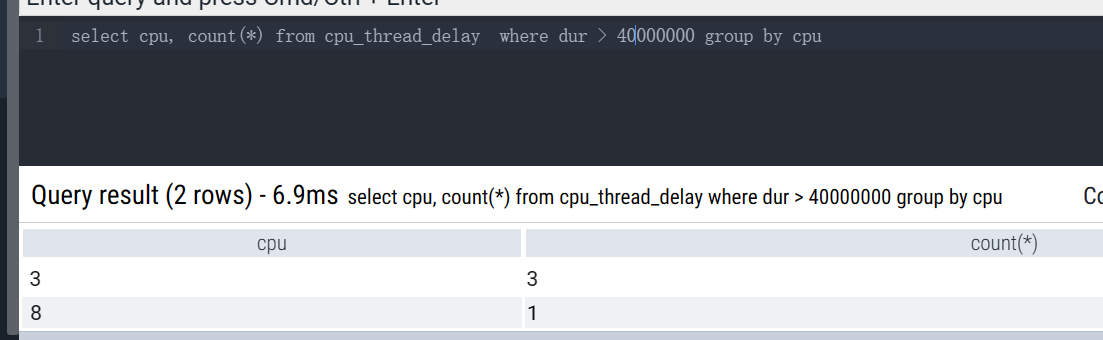 Enter query and press Cmd/Ctrl + Enter
1 select cpu, count(*) from cpu_thread_delay  where dur > 40000000 group by cpu
Query result (2 rows) - 6.9ms select cpu, count(*) from cpu_thread_delay where dur > 40000000 group by cpu Co
cpu count(*)
3 3
8 1